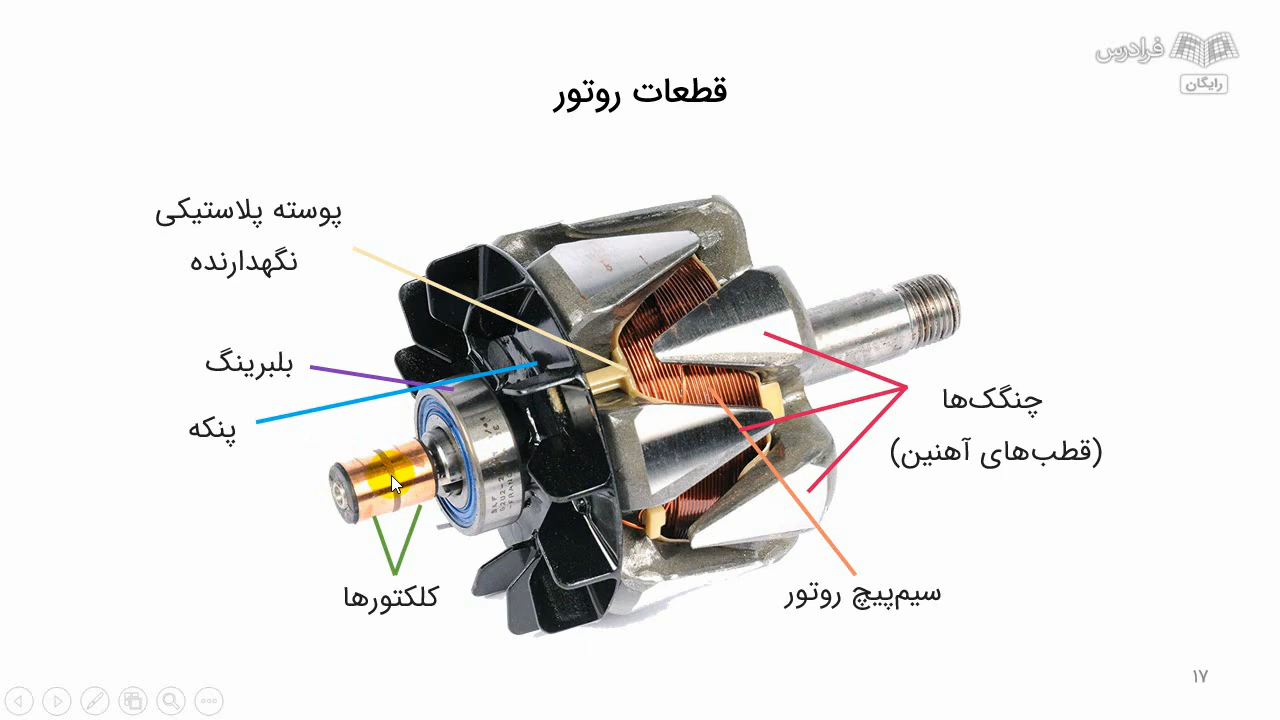 فرادرس
رایگان
قطعات روتور
پوسته پلاستیکی
نگهدارنده
بلبرینگ
پنکه
چنگک‌ها
(قطب‌های آهنین)
کلکتورها
سیم‌پیچ روتور
۱۷